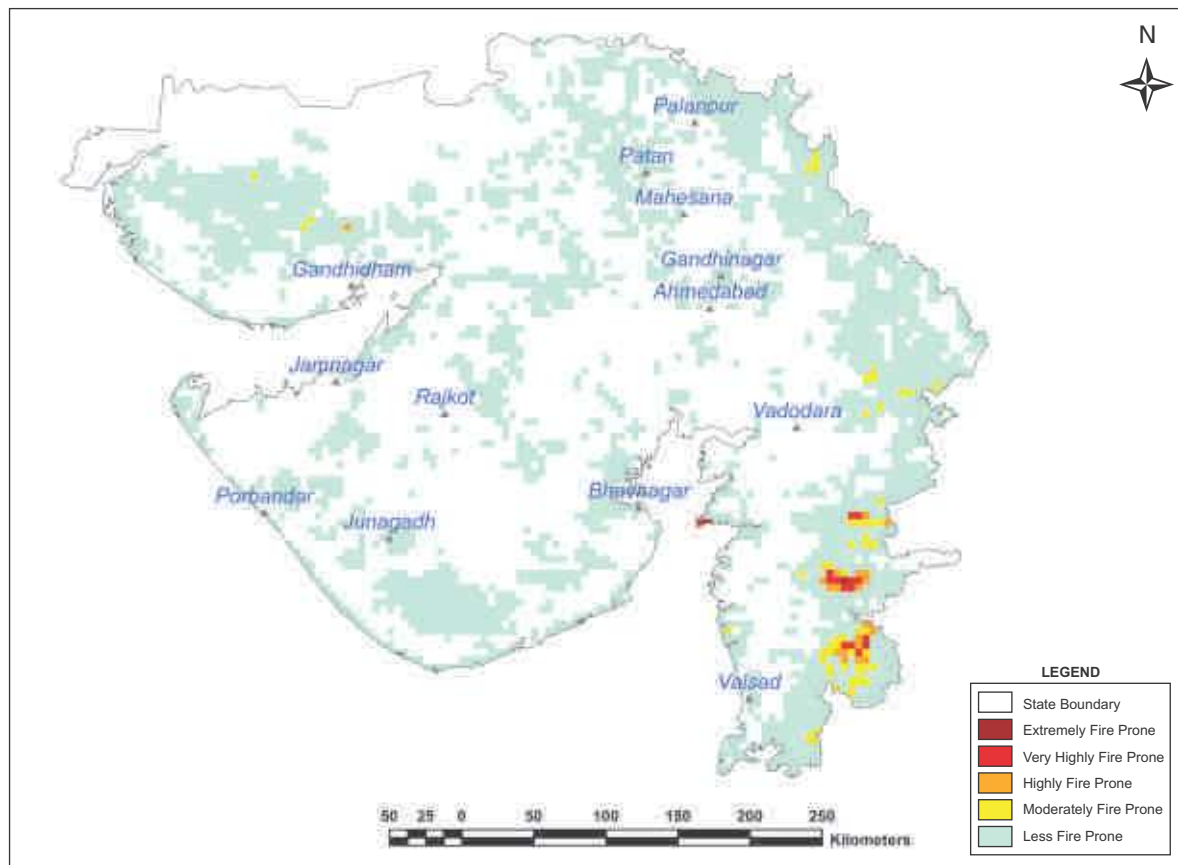 N
Palanpur
Patan
Mahesana
Gandhinagar
Ahmedabad
Gandhidham
Jamnagar
Rajkot
Vadodara
Porbandar
Bhavnagar
Junagadh
Valsad
LEGEND
State Boundary
Extremely Fire Prone
Very Highly Fire Prone
Highly Fire Prone
Moderately Fire Prone
Less Fire Prone
50 25 0 50 100 150 200 250
Kilometers